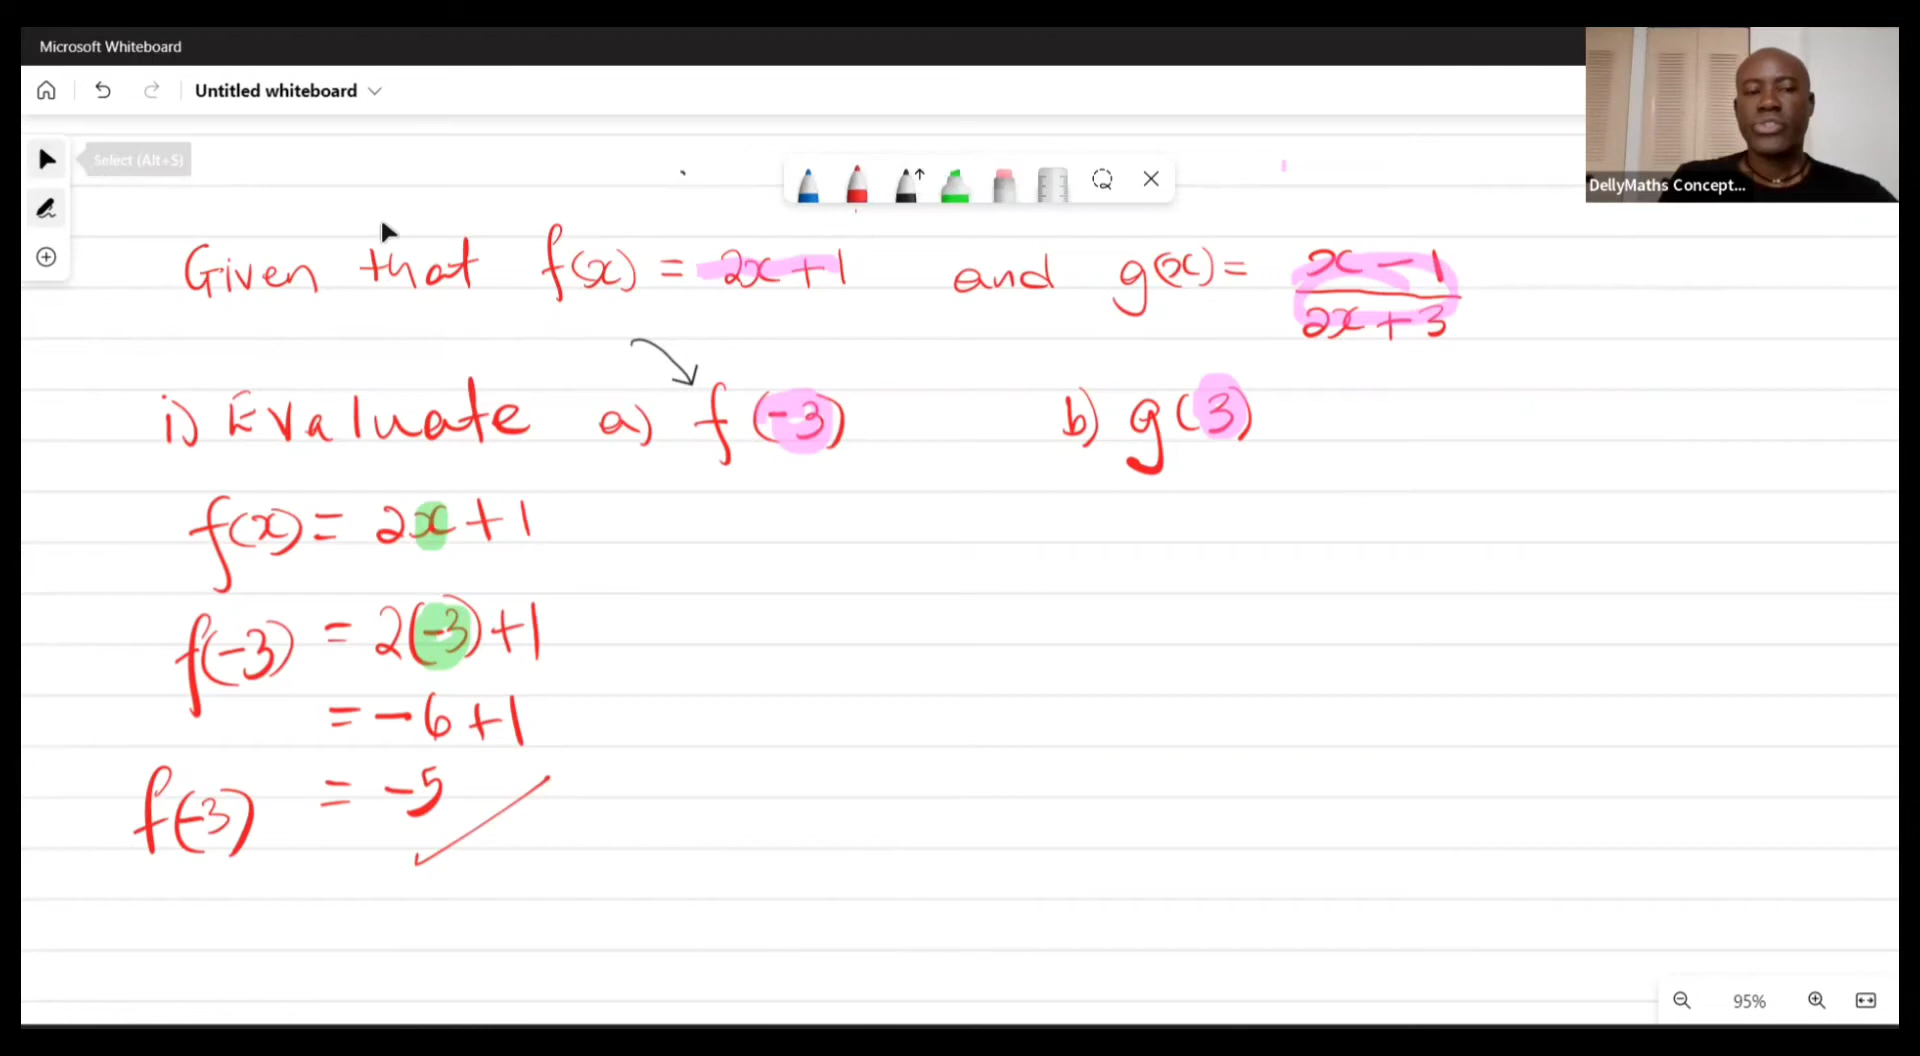 Microsoft Whiteboard
Untitled whiteboard
Select (Alt+S)
DellyMaths Concept...
Given that f(x) = 2x + 1 and g(x) = \frac{x - 1}{2x + 3}
i) Evaluate a) f(-3) b) g(3)
f(x) = 2x + 1
f(-3) = 2(-3) + 1
= -6 + 1
f(-3) = -5
95%